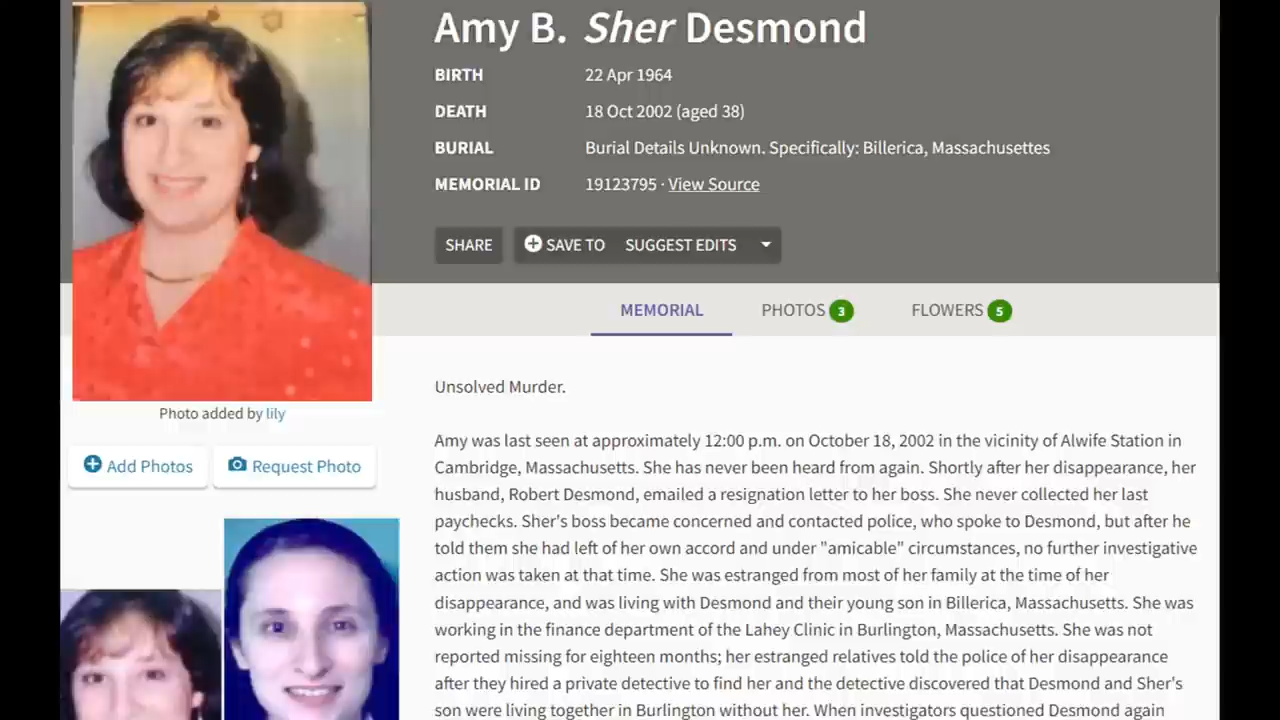 Amy B. Sher Desmond
BIRTH 22 Apr 1964
DEATH 18 Oct 2002 (aged 38)
BURIAL Burial Details Unknown. Specifically: Billerica, Massachusettes
MEMORIAL ID 19123795 · View Source
SHARE SAVE TO SUGGEST EDITS
MEMORIAL PHOTOS 3 FLOWERS 5
Photo added by lily
Add Photos Request Photo
Unsolved Murder.
Amy was last seen at approximately 12:00 p.m. on October 18, 2002 in the vicinity of Alwife Station in
Cambridge, Massachusetts. She has never been heard from again. Shortly after her disappearance, her
husband, Robert Desmond, emailed a resignation letter to her boss. She never collected her last
paychecks. Sher's boss became concerned and contacted police, who spoke to Desmond, but after he
told them she had left of her own accord and under "amicable" circumstances, no further investigative
action was taken at that time. She was estranged from most of her family at the time of her
disappearance, and was living with Desmond and their young son in Billerica, Massachusetts. She was
working in the finance department of the Lahey Clinic in Burlington, Massachusetts. She was not
reported missing for eighteen months; her estranged relatives told the police of her disappearance
after they hired a private detective to find her and the detective discovered that Desmond and Sher's
son were living together in Burlington without her. When investigators questioned Desmond again